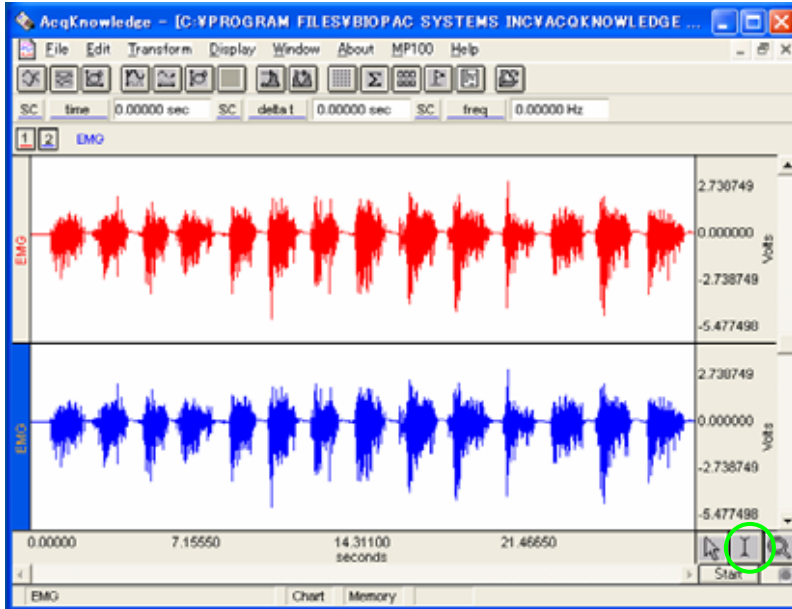 AcqKnowledge - [C:¥PROGRAM FILES¥BIOPAC SYSTEMS INC¥ACQKNOWLEDGE ...
File Edit Transform Display Window About MP100 Help
SC time 0.00000 sec SC delta t 0.00000 sec SC freq 0.00000 Hz
1 2 EMG
EMG
2.738749
0.000000
-2.738749
-5.477498
Volts
EMG
2.738749
0.000000
-2.738749
-5.477498
Volts
0.00000 7.15550 14.31100 21.46650
seconds
Start
EMG Chart Memory